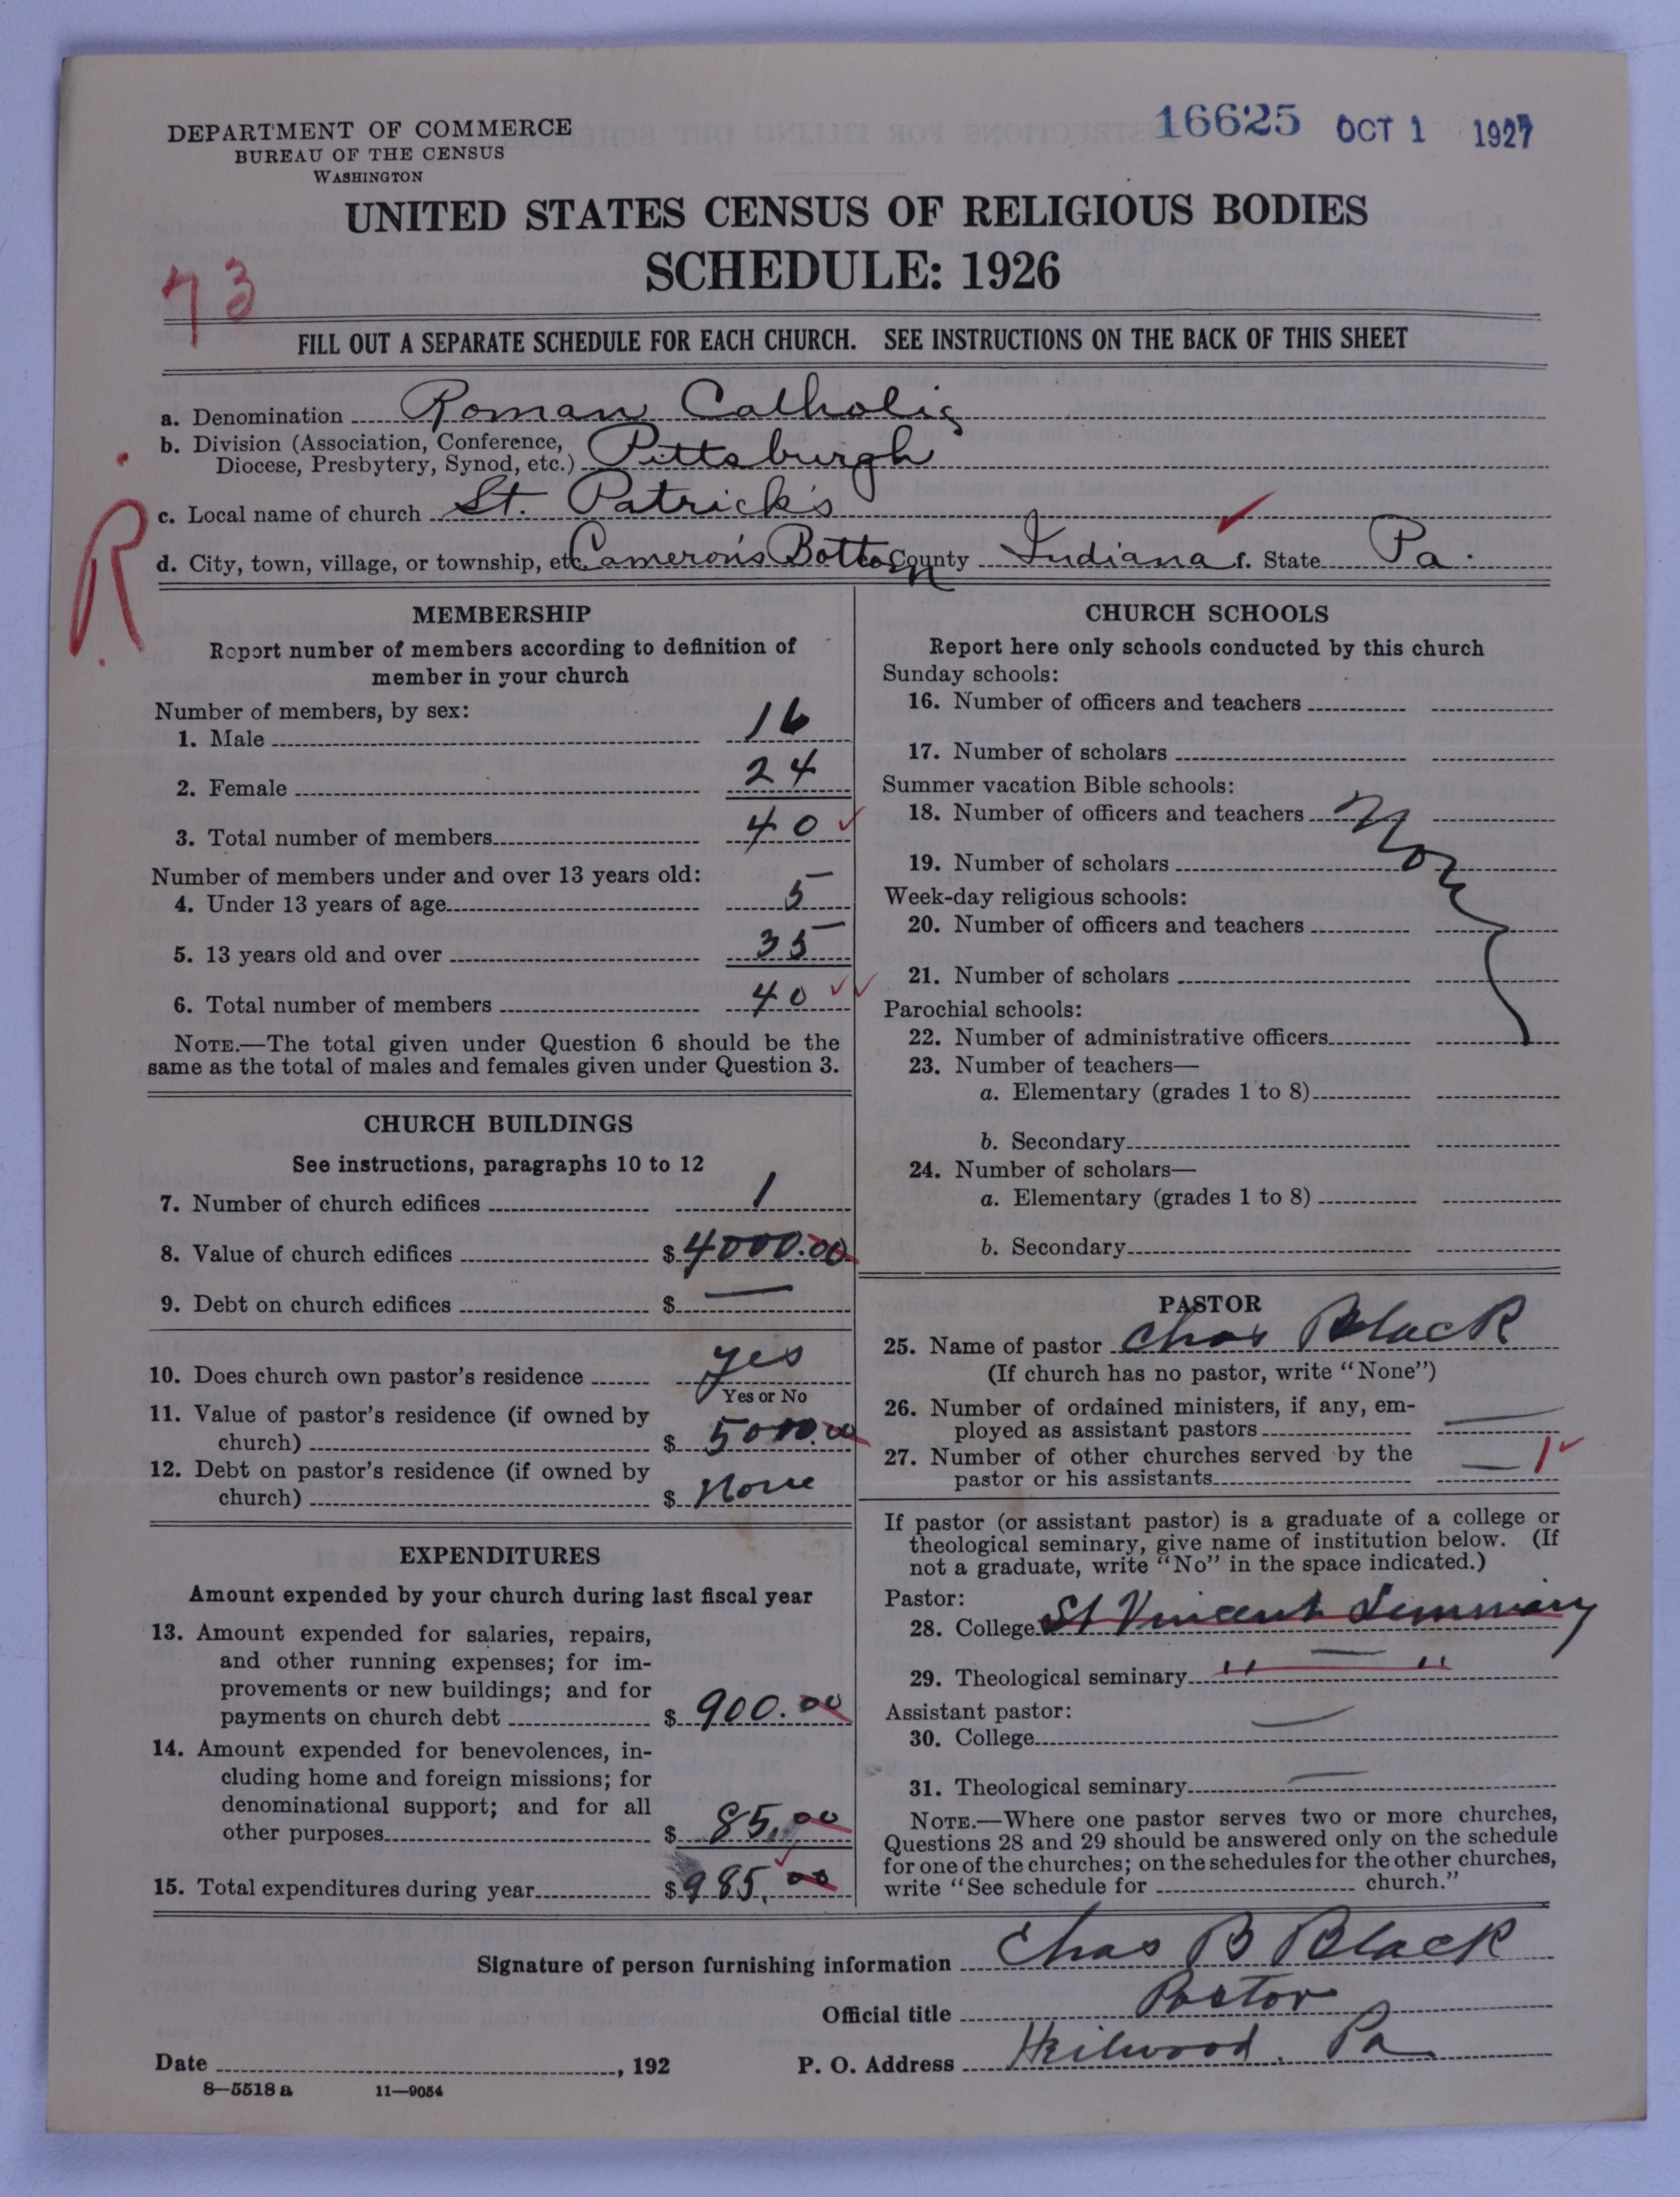 16625 OCT 1 1927
DEPARTMENT OF COMMERCE
BUREAU OF THE CENSUS
WASHINGTON
UNITED STATES CENSUS OF RELIGIOUS BODIES
SCHEDULE: 1926
73
FILL OUT A SEPARATE SCHEDULE FOR EACH CHURCH. SEE INSTRUCTIONS ON THE BACK OF THIS SHEET
a. Denomination Roman Catholic
b. Division (Association, Conference,
Diocese, Presbytery, Synod, etc.) Pittsburgh
R
c. Local name of church St. Patrick's
d. City, town, village, or township, etc. Cameron's Bottom County Indiana f. State Pa.
MEMBERSHIP
Report number of members according to definition of
member in your church
Number of members, by sex:
1. Male 16
2. Female 24
3. Total number of members 40 ✓
Number of members under and over 13 years old:
4. Under 13 years of age 5
5. 13 years old and over 35
6. Total number of members 40 ✓✓
NOTE.—The total given under Question 6 should be the
same as the total of males and females given under Question 3.
CHURCH BUILDINGS
See instructions, paragraphs 10 to 12
7. Number of church edifices 1
8. Value of church edifices $ 4000.00
9. Debt on church edifices $ —
10. Does church own pastor's residence yes
Yes or No
11. Value of pastor's residence (if owned by
church) $ 5000.00
12. Debt on pastor's residence (if owned by
church) $ None
EXPENDITURES
Amount expended by your church during last fiscal year
13. Amount expended for salaries, repairs,
and other running expenses; for im-
provements or new buildings; and for
payments on church debt $ 900.00
14. Amount expended for benevolences, in-
cluding home and foreign missions; for
denominational support; and for all
other purposes $ 85.00
15. Total expenditures during year $ 985.00
CHURCH SCHOOLS
Report here only schools conducted by this church
Sunday schools:
16. Number of officers and teachers
17. Number of scholars
Summer vacation Bible schools:
18. Number of officers and teachers None
19. Number of scholars
Week-day religious schools:
20. Number of officers and teachers
21. Number of scholars
Parochial schools:
22. Number of administrative officers
23. Number of teachers—
a. Elementary (grades 1 to 8)
b. Secondary
24. Number of scholars—
a. Elementary (grades 1 to 8)
b. Secondary
PASTOR
25. Name of pastor Chas Black
(If church has no pastor, write "None")
26. Number of ordained ministers, if any, em-
ployed as assistant pastors —
27. Number of other churches served by the
pastor or his assistants — 1 ✓
If pastor (or assistant pastor) is a graduate of a college or
theological seminary, give name of institution below. (If
not a graduate, write "No" in the space indicated.)
Pastor:
28. College St Vincent Seminary
29. Theological seminary " — "
Assistant pastor:
30. College —
31. Theological seminary —
NOTE.—Where one pastor serves two or more churches,
Questions 28 and 29 should be answered only on the schedule
for one of the churches; on the schedules for the other churches,
write "See schedule for church."
Signature of person furnishing information Chas B Black
Official title Pastor
Date , 192 P. O. Address Heilwood. Pa
8—5518a 11—9054